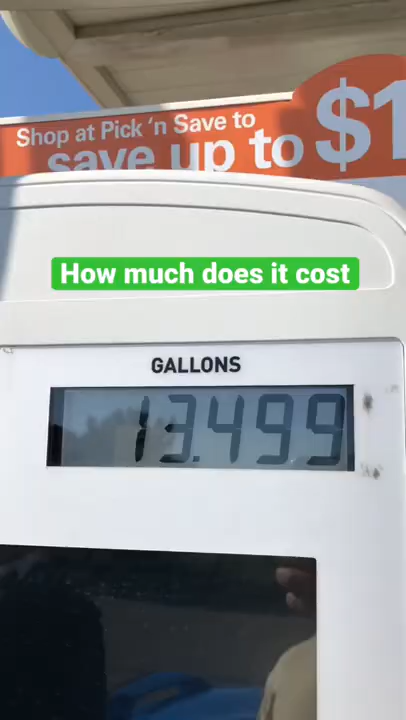 Shop at Pick 'n Save to
save up to $1
How much does it cost
GALLONS
13.499